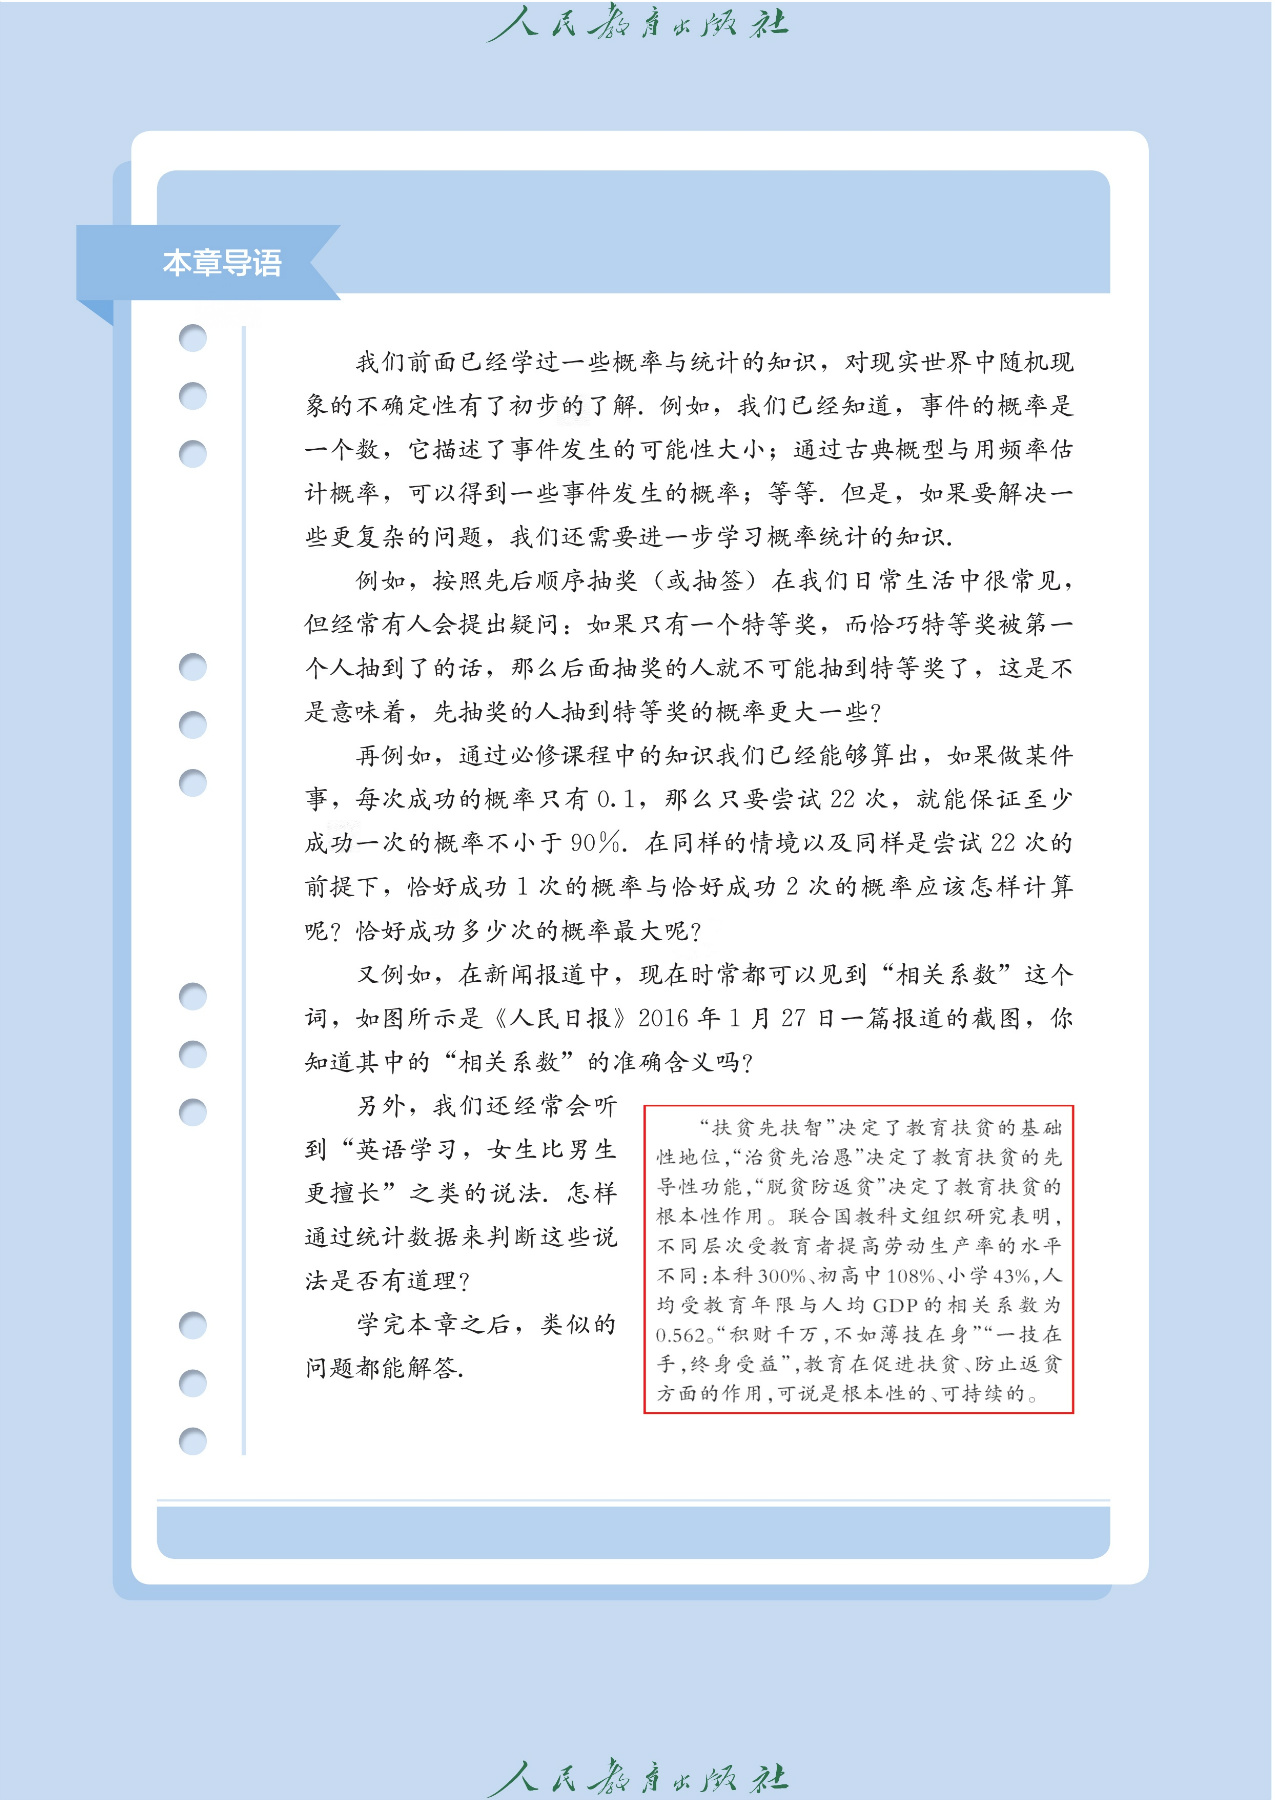 人民教育出版社
本章导语
我们前面已经学过一些概率与统计的知识，对现实世界中随机现
象的不确定性有了初步的了解．例如，我们已经知道，事件的概率是
一个数，它描述了事件发生的可能性大小；通过古典概型与用频率估
计概率，可以得到一些事件发生的概率；等等．但是，如果要解决一
些更复杂的问题，我们还需要进一步学习概率统计的知识．
例如，按照先后顺序抽奖（或抽签）在我们日常生活中很常见，
但经常有人会提出疑问：如果只有一个特等奖，而恰巧特等奖被第一
个人抽到了的话，那么后面抽奖的人就不可能抽到特等奖了，这是不
是意味着，先抽奖的人抽到特等奖的概率更大一些？
再例如，通过必修课程中的知识我们已经能够算出，如果做某件
事，每次成功的概率只有 0.1，那么只要尝试 22 次，就能保证至少
成功一次的概率不小于 90%．在同样的情境以及同样是尝试 22 次的
前提下，恰好成功 1 次的概率与恰好成功 2 次的概率应该怎样计算
呢？恰好成功多少次的概率最大呢？
又例如，在新闻报道中，现在时常都可以见到“相关系数”这个
词，如图所示是《人民日报》2016 年 1 月 27 日一篇报道的截图，你
知道其中的“相关系数”的准确含义吗？
另外，我们还经常会听
到“英语学习，女生比男生
更擅长”之类的说法．怎样
通过统计数据来判断这些说
法是否有道理？
学完本章之后，类似的
问题都能解答．
“扶贫先扶智”决定了教育扶贫的基础
性地位，“治贫先治愚”决定了教育扶贫的先
导性功能，“脱贫防返贫”决定了教育扶贫的
根本性作用。联合国教科文组织研究表明，
不同层次受教育者提高劳动生产率的水平
不同：本科 300%、初高中 108%、小学 43%，人
均受教育年限与人均 GDP 的相关系数为
0.562。“积财千万，不如薄技在身”“一技在
手，终身受益”，教育在促进扶贫、防止返贫
方面的作用，可说是根本性的、可持续的。
人民教育出版社